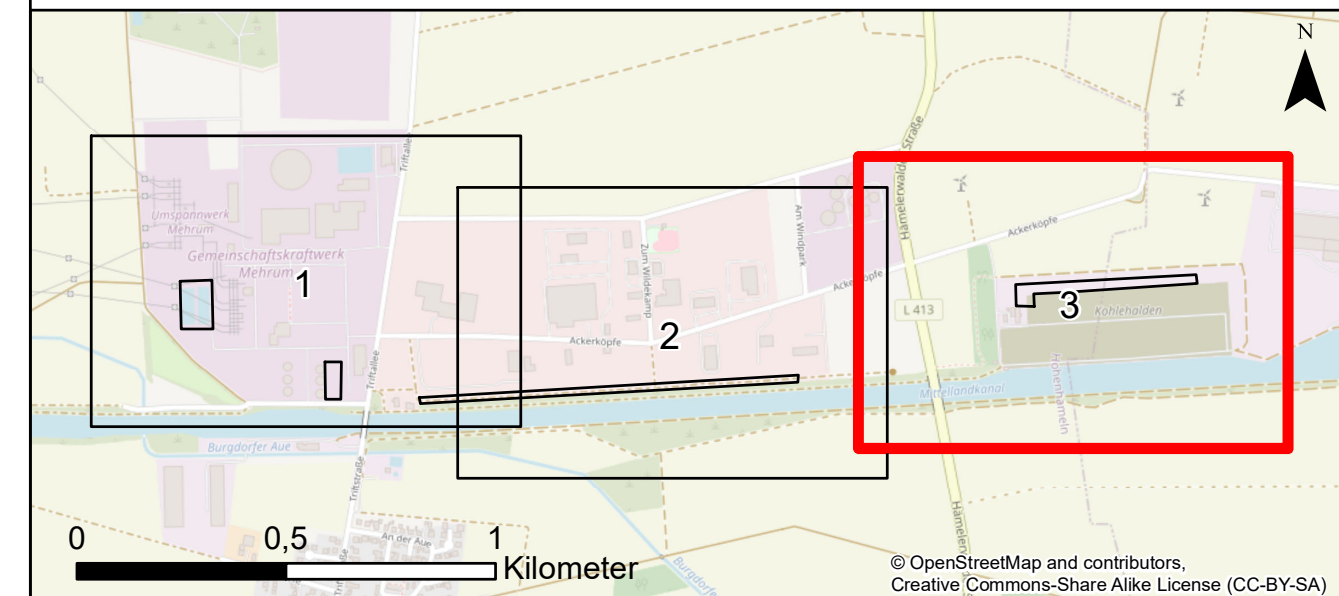 N
Triftallee
Hämelerwalder Straße
Umspannwerk
Mehrum
Gemeinschaftskraftwerk
Mehrum
1
Zum Wildekamp
Am Windpark
Ackerköpfe
Ackerköpfe
L 413
3
Kohlehalden
2
Ackerköpfe
Triftallee
Mittellandkanal
Hohenhameln
Burgdorfer Aue
Triftstraße
An der Aue
0
0,5
1
Kilometer
© OpenStreetMap and contributors,
Creative Commons-Share Alike License (CC-BY-SA)